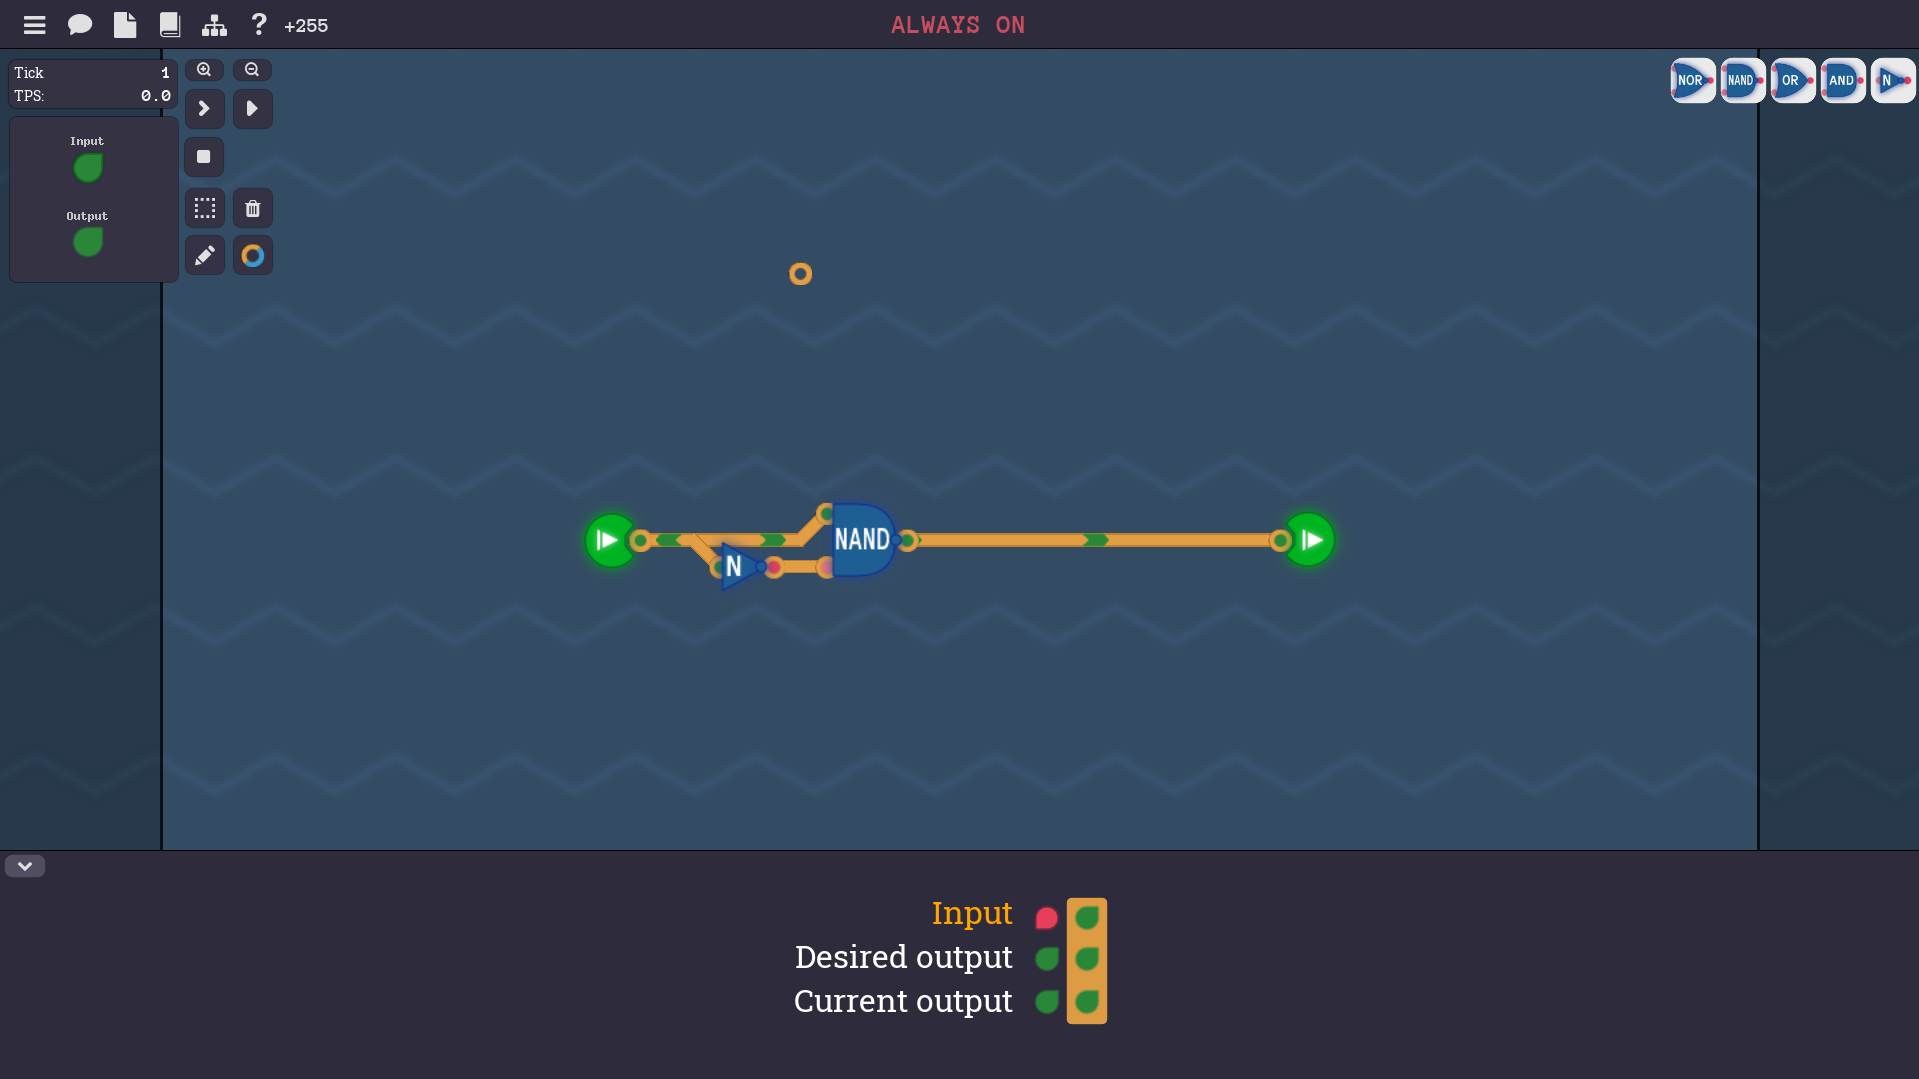 +255
ALWAYS ON
Tick 1
TPS: 0.0
Input
Output
NOR
NAND
OR
AND
N
NAND
N
Input
Desired output
Current output